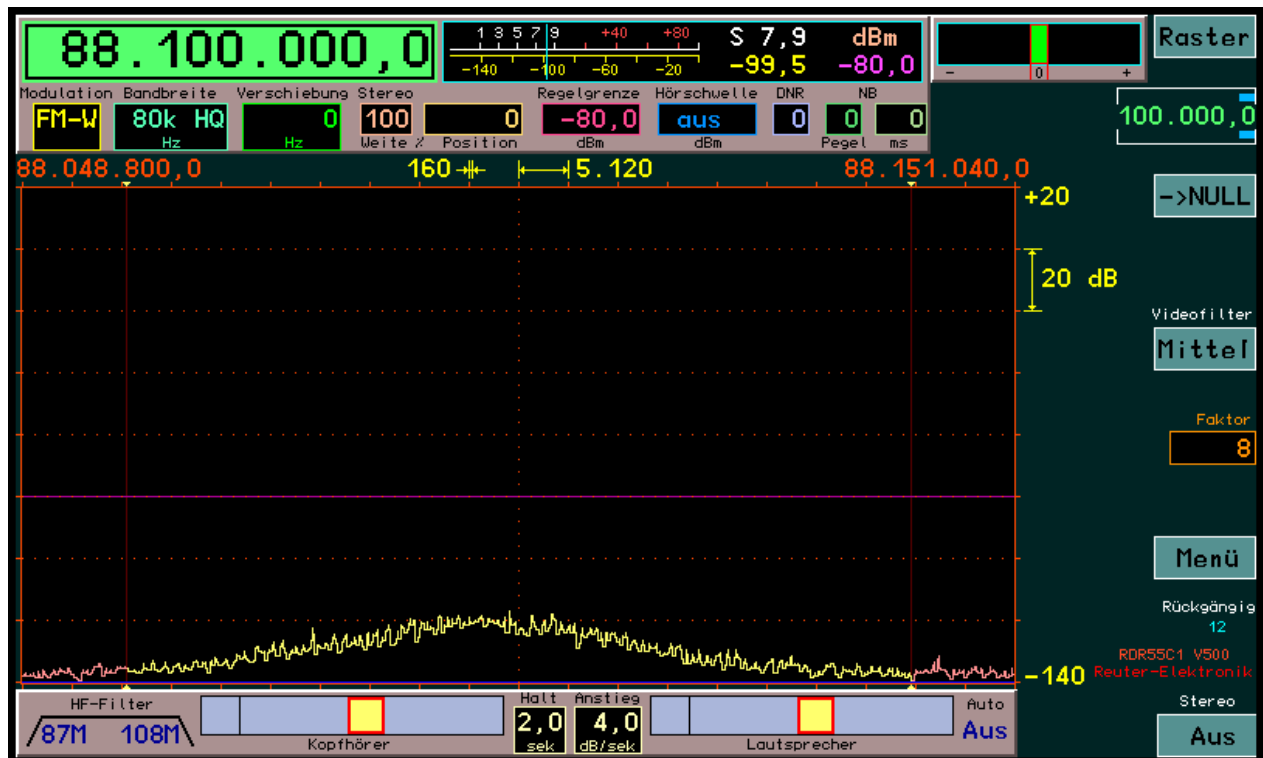 88.100.000,0
1 3 5 7 9 +40 +80 S 7,9 dBm
-140 -100 -60 -20 -99,5 -80,0
- 0 +
Raster
Modulation Bandbreite Verschiebung Stereo Regelgrenze Hörschwelle DNR NB
FM-W 80k HQ 0 100 0 -80,0 aus 0 0 0
Hz Hz Weite % Position dBm dBm Pegel ms
100.000,0
88.048.800,0 160 5.120 88.151.040,0
+20
->NULL
20 dB
Videofilter
Mittel
Faktor
8
Menü
Rückgängig
12
RDR55C1 V500
-140 Reuter-Elektronik
HF-Filter Halt Anstieg Auto Stereo
87M 108M 2,0 4,0 Aus Aus
Kopfhörer sek dB/sek Lautsprecher